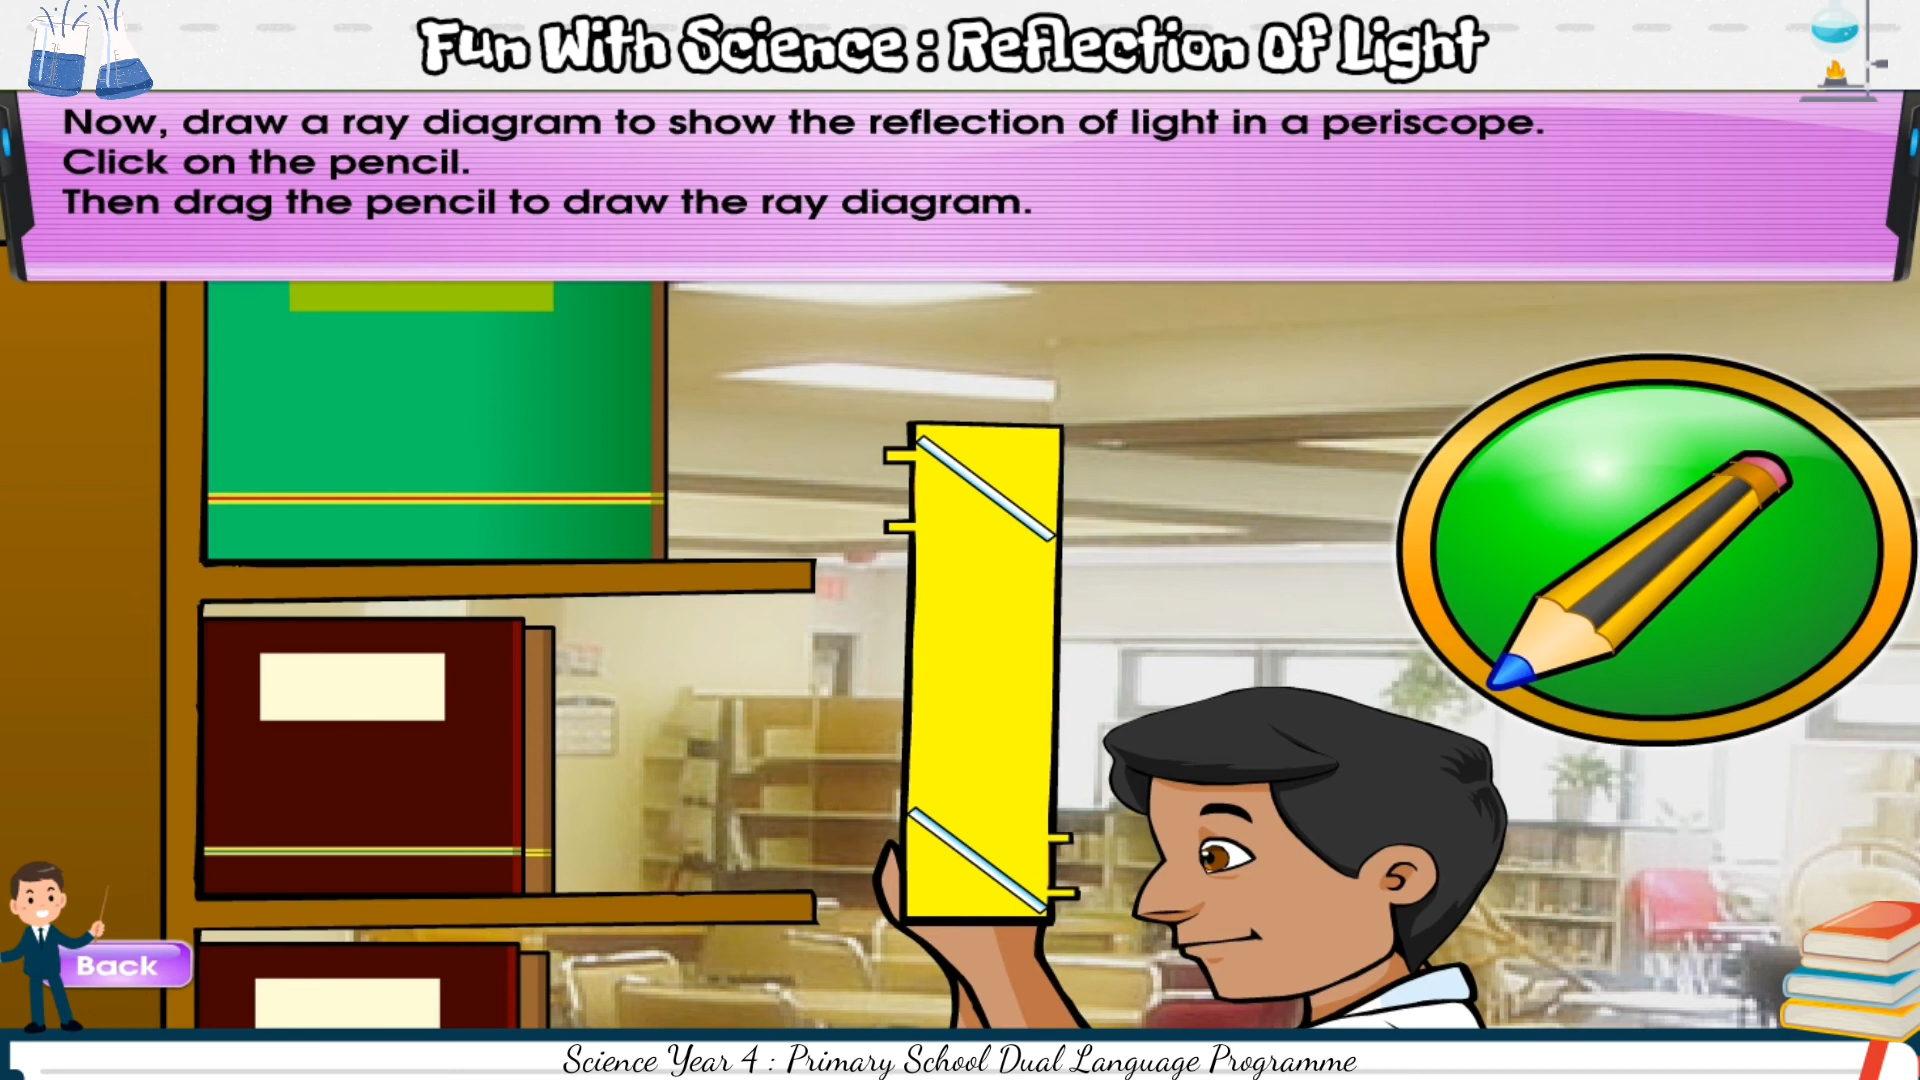 Fun With Science : Reflection Of Light
Now, draw a ray diagram to show the reflection of light in a periscope.
Click on the pencil.
Then drag the pencil to draw the ray diagram.
Back
Science Year 4 : Primary School Dual Language Programme